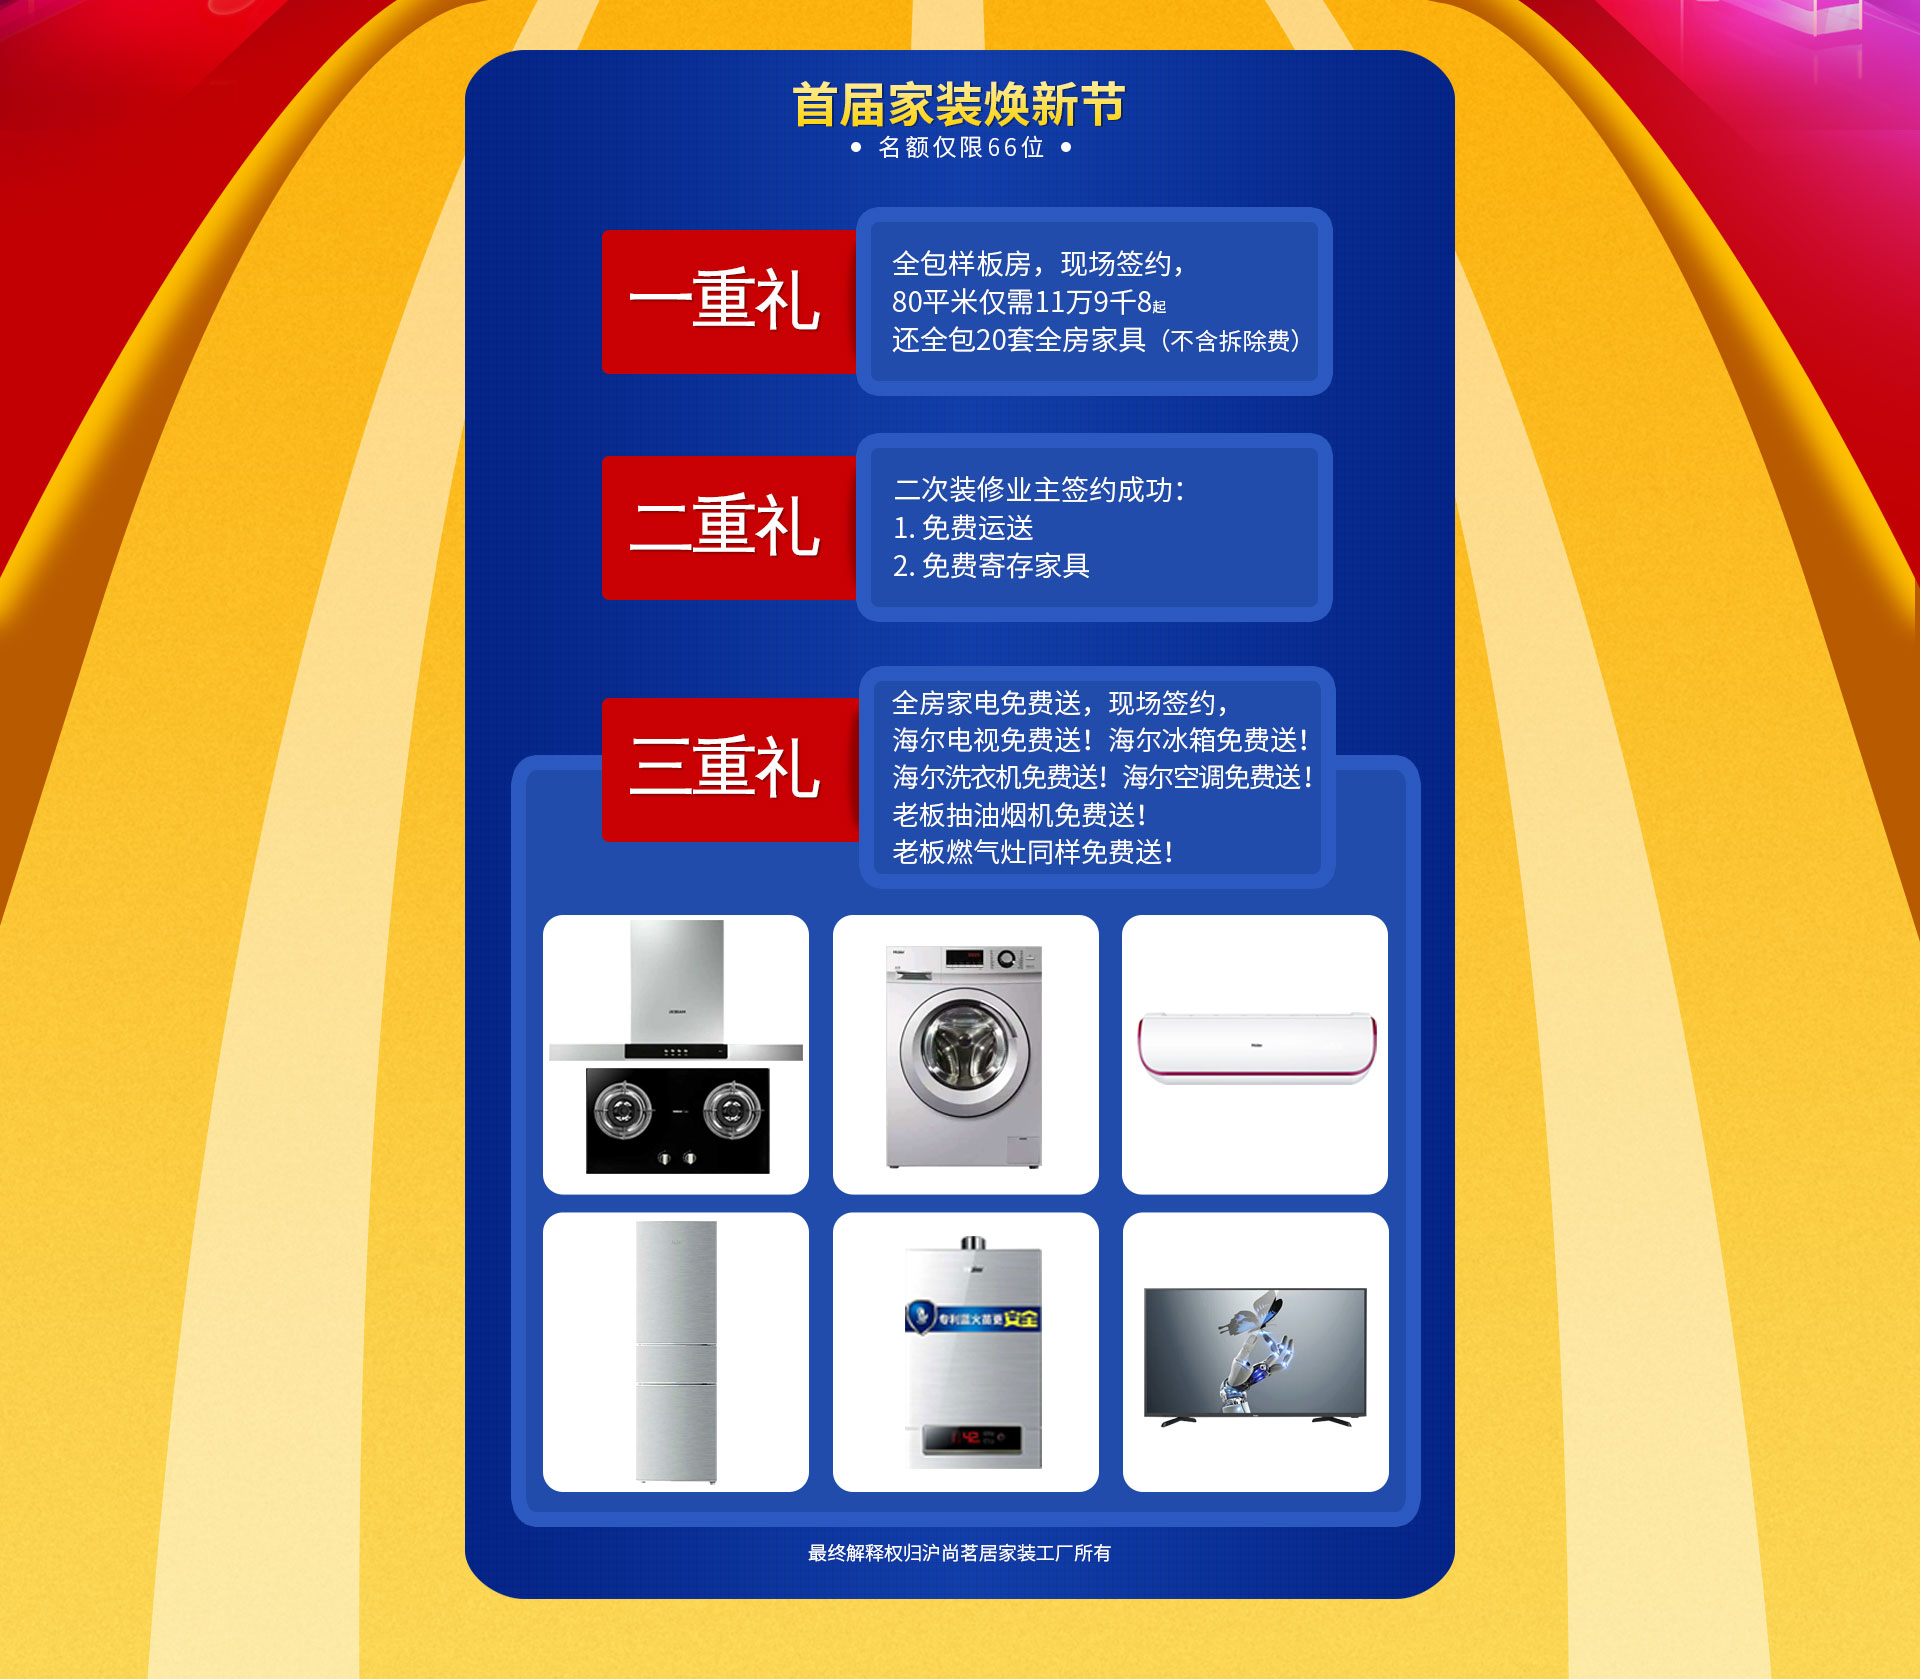 首届家装焕新节
名额仅限66位
一重礼
全包样板房，现场签约，
80平米仅需11万9千8起
还全包20套全房家具（不含拆除费）
二重礼
二次装修业主签约成功：
1. 免费运送
2. 免费寄存家具
三重礼
全房家电免费送，现场签约，
海尔电视免费送！海尔冰箱免费送！
海尔洗衣机免费送！海尔空调免费送！
老板抽油烟机免费送！
老板燃气灶同样免费送！
ROBAM
Haier
Haier
专利蓝火苗更安全
42
最终解释权归沪尚茗居家装工厂所有